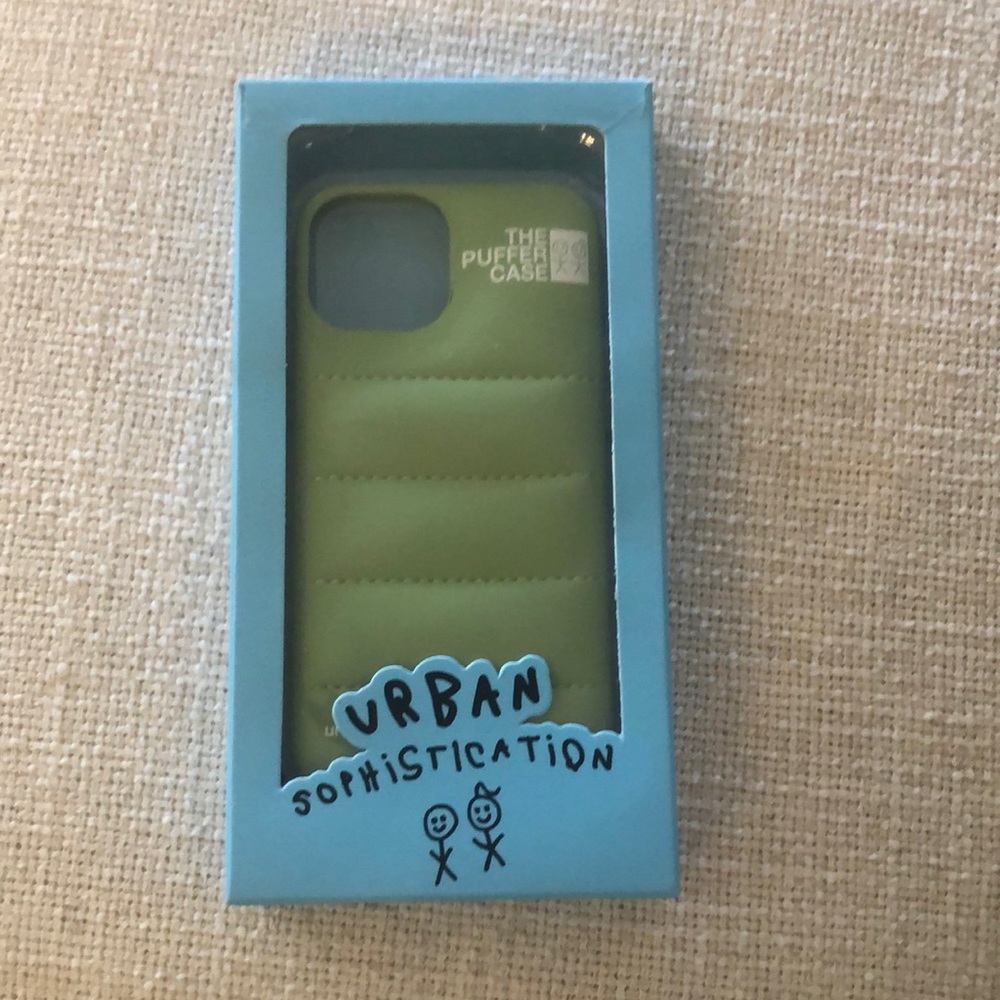 THE
PUFFER
CASE
URBAN
SOPHiSTiCATiON